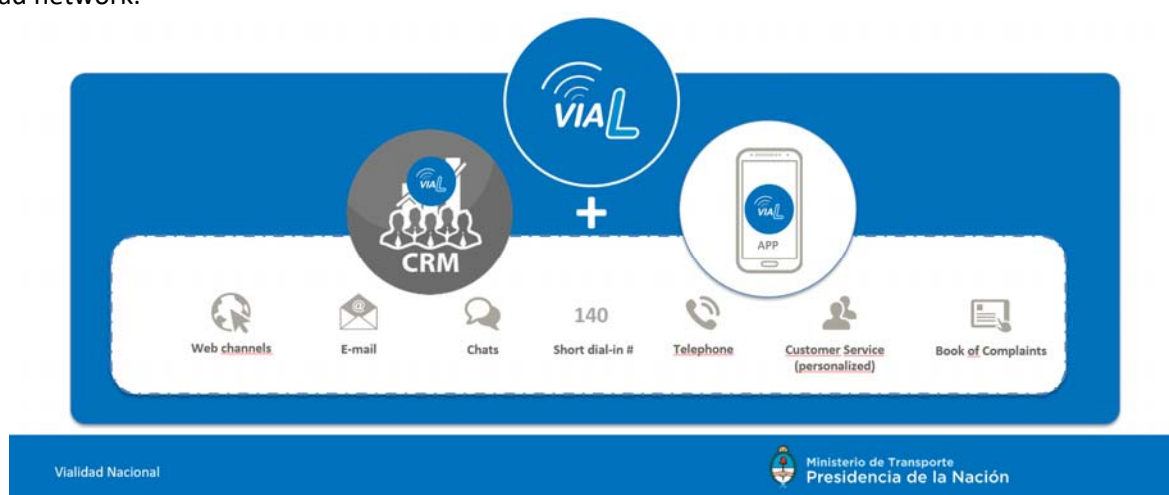 ad network.
VIAL
VIAL
CRM
+
VIAL
APP
@
140
Web channels
E-mail
Chats
Short dial-in #
Telephone
Customer Service
(personalized)
Book of Complaints
Vialidad Nacional
Ministerio de Transporte
Presidencia de la Nación